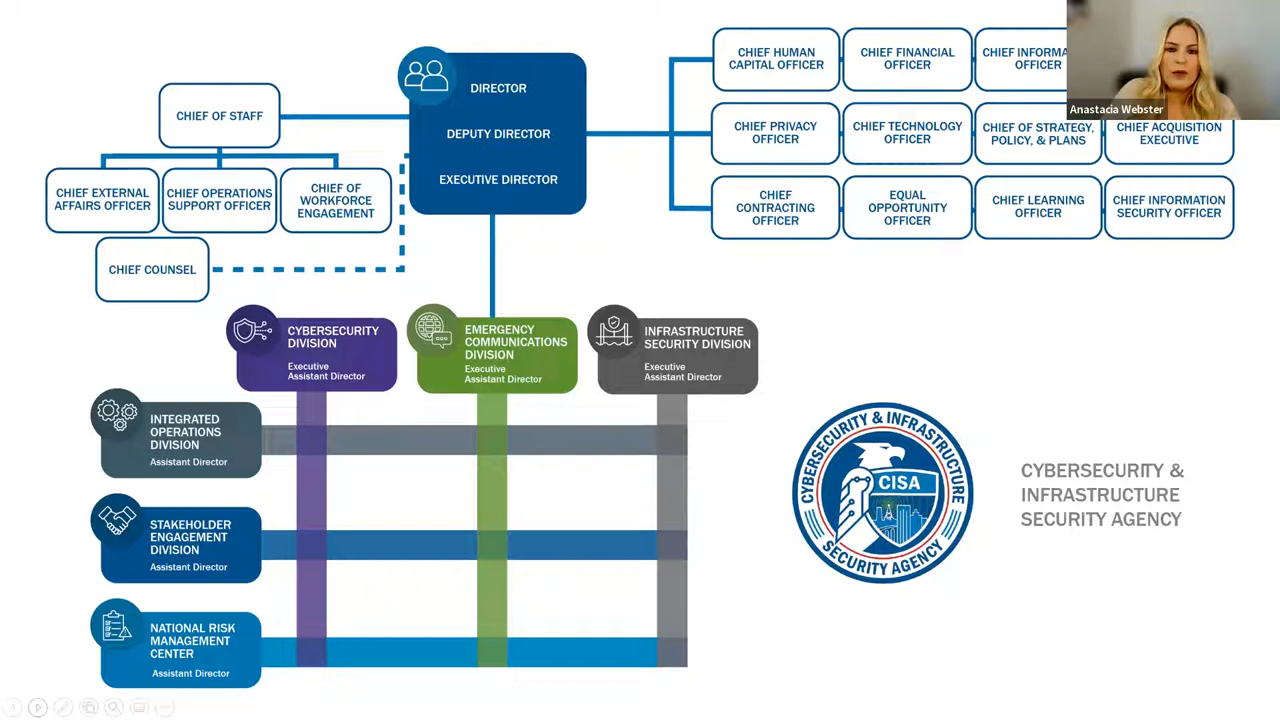 CHIEF OF STAFF
CHIEF EXTERNAL
AFFAIRS OFFICER
CHIEF OPERATIONS
SUPPORT OFFICER
CHIEF OF
WORKFORCE
ENGAGEMENT
CHIEF COUNSEL
DIRECTOR
DEPUTY DIRECTOR
EXECUTIVE DIRECTOR
CHIEF HUMAN
CAPITAL OFFICER
CHIEF FINANCIAL
OFFICER
CHIEF
OFFICER
Anastacia Webster
CHIEF PRIVACY
OFFICER
CHIEF TECHNOLOGY
OFFICER
CHIEF OF STRATEGY,
POLICY, & PLANS
CHIEF ACQUISITION
EXECUTIVE
CHIEF
CONTRACTING
OFFICER
EQUAL
OPPORTUNITY
OFFICER
CHIEF LEARNING
OFFICER
CHIEF INFORMATION
SECURITY OFFICER
CYBERSECURITY
DIVISION
Executive
Assistant Director
EMERGENCY
COMMUNICATIONS
DIVISION
Executive
Assistant Director
INFRASTRUCTURE
SECURITY DIVISION
Executive
Assistant Director
INTEGRATED
OPERATIONS
DIVISION
Assistant Director
STAKEHOLDER
ENGAGEMENT
DIVISION
Assistant Director
NATIONAL RISK
MANAGEMENT
CENTER
Assistant Director
CYBERSECURITY & INFRASTRUCTURE
CISA
SECURITY AGENCY
CYBERSECURITY &
INFRASTRUCTURE
SECURITY AGENCY